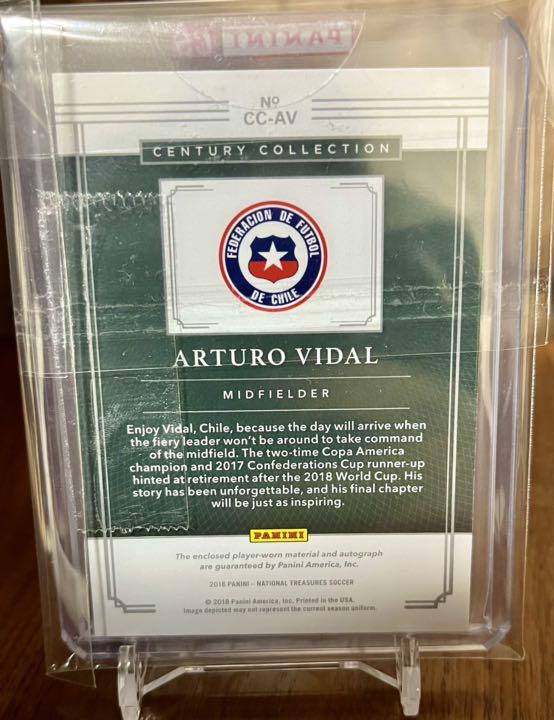 PANINI
Nº
CC-AV
CENTURY COLLECTION
FEDERACION DE FUTBOL
DE CHILE
ARTURO VIDAL
MIDFIELDER
Enjoy Vidal, Chile, because the day will arrive when
the fiery leader won't be around to take command
of the midfield. The two-time Copa America
champion and 2017 Confederations Cup runner-up
hinted at retirement after the 2018 World Cup. His
story has been unforgettable, and his final chapter
will be just as inspiring.
PANINI
The enclosed player-worn material and autograph
are guaranteed by Panini America, Inc.
2018 PANINI – NATIONAL TREASURES SOCCER
© 2018 Panini America, Inc. Printed in the USA.
Image depicted may not represent the current season uniform.